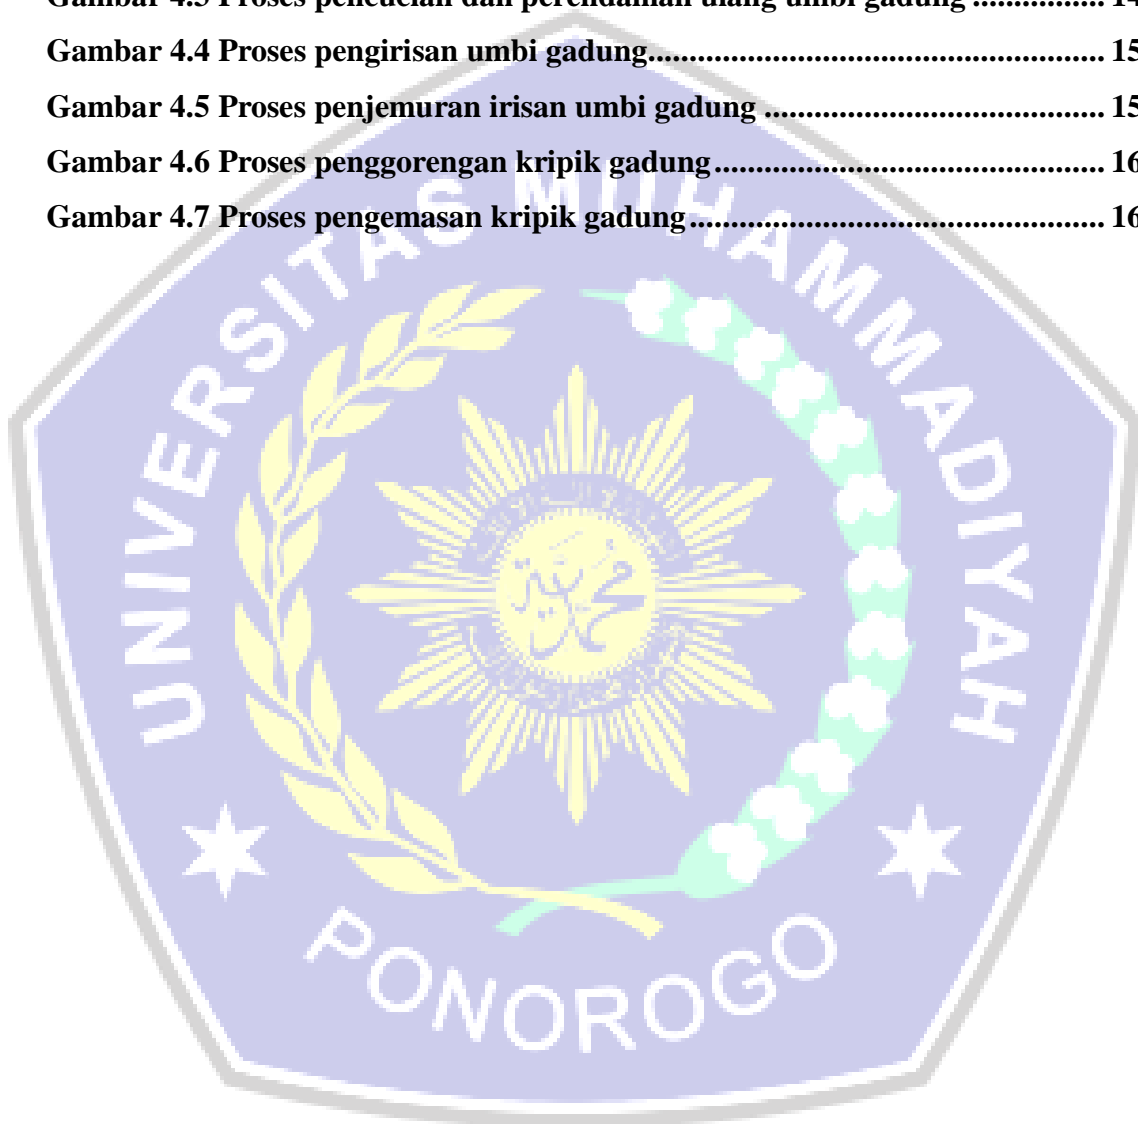 Gambar 4.3 Proses pencucian dan perendaman ulang umbi gadung ................ 14
Gambar 4.4 Proses pengirisan umbi gadung....................................................... 15
Gambar 4.5 Proses penjemuran irisan umbi gadung ......................................... 15
Gambar 4.6 Proses penggorengan kripik gadung ............................................... 16
Gambar 4.7 Proses pengemasan kripik gadung .................................................. 16
UNIVERSITAS MUHAMMADIYAH
PONOROGO